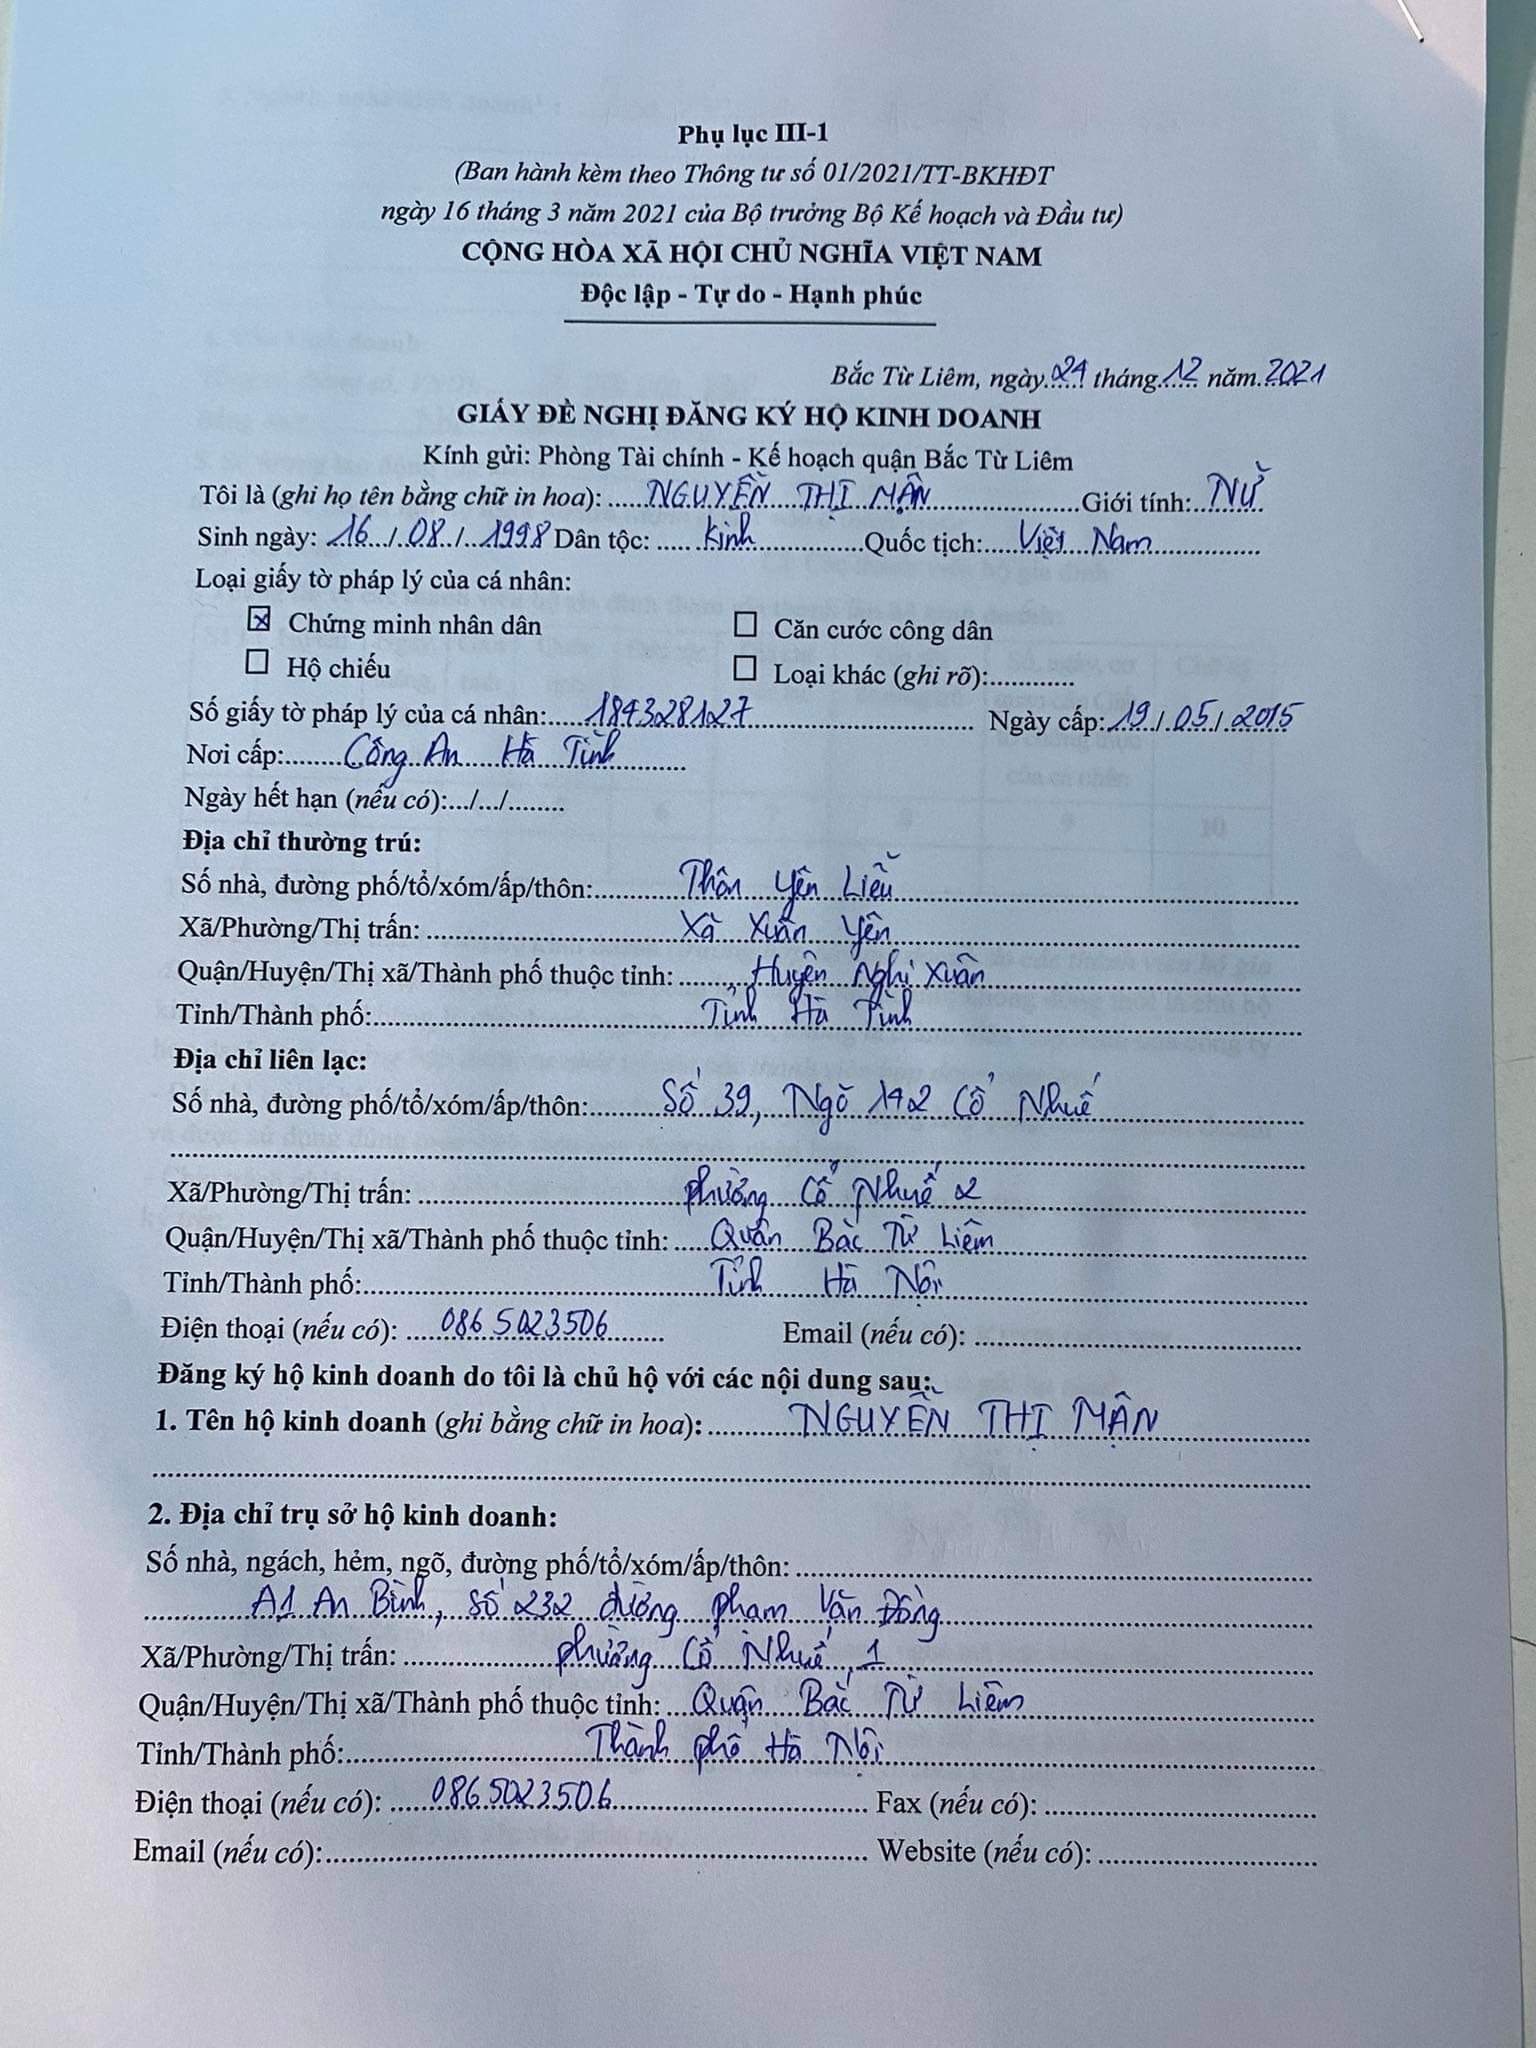 Phụ lục III-1
(Ban hành kèm theo Thông tư số 01/2021/TT-BKHĐT
ngày 16 tháng 3 năm 2021 của Bộ trưởng Bộ Kế hoạch và Đầu tư)
CỘNG HÒA XÃ HỘI CHỦ NGHĨA VIỆT NAM
Độc lập - Tự do - Hạnh phúc
Bắc Từ Liêm, ngày 24 tháng 12 năm 2021
GIẤY ĐỀ NGHỊ ĐĂNG KÝ HỘ KINH DOANH
Kính gửi: Phòng Tài chính - Kế hoạch quận Bắc Từ Liêm
Tôi là (ghi họ tên bằng chữ in hoa): NGUYỄN THỊ MẬN Giới tính: NỮ
Sinh ngày: 16 / 08 / 1998 Dân tộc: Kinh Quốc tịch: Việt Nam
Loại giấy tờ pháp lý của cá nhân:
☒ Chứng minh nhân dân ☐ Căn cước công dân
☐ Hộ chiếu ☐ Loại khác (ghi rõ):............
Số giấy tờ pháp lý của cá nhân: 184328127 Ngày cấp: 19 / 05 / 2015
Nơi cấp: Công An Hà Tĩnh
Ngày hết hạn (nếu có):.../.../........
Địa chỉ thường trú:
Số nhà, đường phố/tổ/xóm/ấp/thôn: Thôn Yên Liễu
Xã/Phường/Thị trấn: Xã Xuân Yên
Quận/Huyện/Thị xã/Thành phố thuộc tỉnh: Huyện Nghi Xuân
Tỉnh/Thành phố: Tỉnh Hà Tĩnh
Địa chỉ liên lạc:
Số nhà, đường phố/tổ/xóm/ấp/thôn: Số 39, Ngõ 142 Cổ Nhuế
Xã/Phường/Thị trấn: phường Cổ Nhuế 2
Quận/Huyện/Thị xã/Thành phố thuộc tỉnh: Quận Bắc Từ Liêm
Tỉnh/Thành phố: Tỉnh Hà Nội
Điện thoại (nếu có): 0865023506 Email (nếu có):
Đăng ký hộ kinh doanh do tôi là chủ hộ với các nội dung sau:
1. Tên hộ kinh doanh (ghi bằng chữ in hoa): NGUYỄN THỊ MẬN
2. Địa chỉ trụ sở hộ kinh doanh:
Số nhà, ngách, hẻm, ngõ, đường phố/tổ/xóm/ấp/thôn:
A1 An Bình, Số 232 đường phạm Văn Đồng
Xã/Phường/Thị trấn: phường Cổ Nhuế 1
Quận/Huyện/Thị xã/Thành phố thuộc tỉnh: Quận Bắc Từ Liêm
Tỉnh/Thành phố: Thành phố Hà Nội
Điện thoại (nếu có): 0865023506 Fax (nếu có):
Email (nếu có): Website (nếu có):